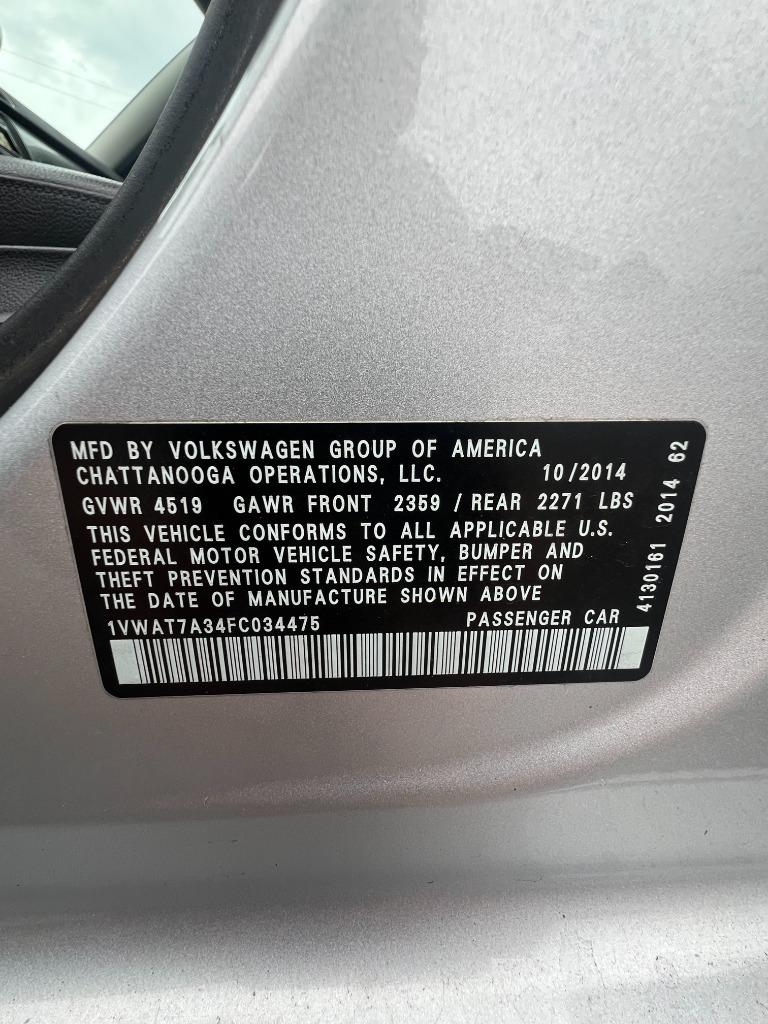 MFD BY VOLKSWAGEN GROUP OF AMERICA
CHATTANOOGA OPERATIONS, LLC. 10/2014
GVWR 4519 GAWR FRONT 2359 / REAR 2271 LBS
THIS VEHICLE CONFORMS TO ALL APPLICABLE U.S.
FEDERAL MOTOR VEHICLE SAFETY, BUMPER AND
THEFT PREVENTION STANDARDS IN EFFECT ON
THE DATE OF MANUFACTURE SHOWN ABOVE
1VWAT7A34FC034475 PASSENGER CAR
4130161 2014 62